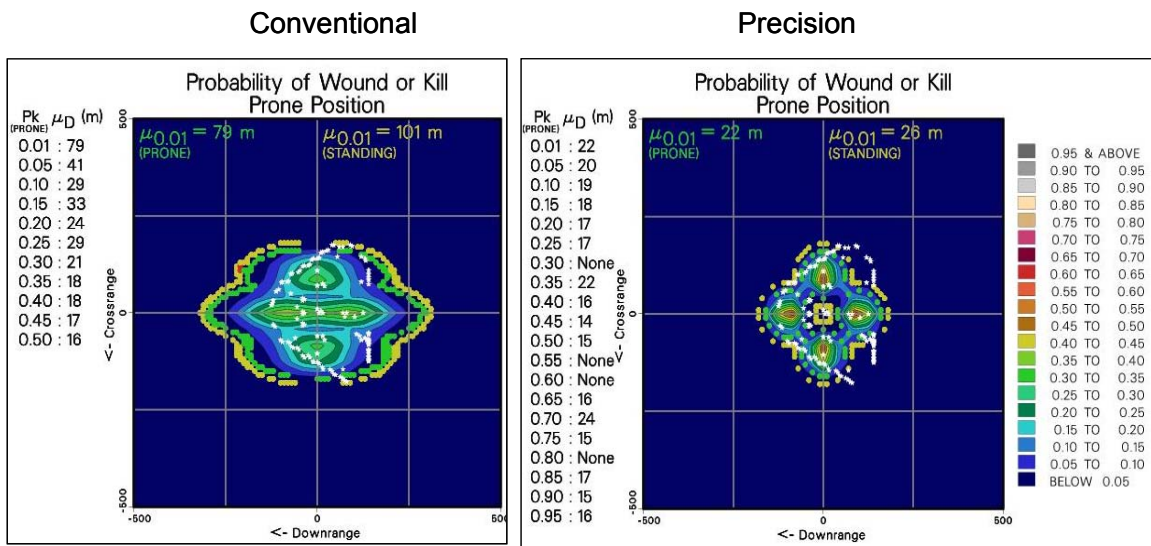 Conventional
Precision
Probability of Wound or Kill
Prone Position
Pk μD (m)
(PRONE)
0.01 : 79
0.05 : 41
0.10 : 29
0.15 : 33
0.20 : 24
0.25 : 29
0.30 : 21
0.35 : 18
0.40 : 18
0.45 : 17
0.50 : 16
μ0.01 = 79 m
(PRONE)
μ0.01 = 101 m
(STANDING)
500
0
-500
<- Crossrange
-500
0
500
<- Downrange
Probability of Wound or Kill
Prone Position
Pk μD (m)
(PRONE)
0.01 : 22
0.05 : 20
0.10 : 19
0.15 : 18
0.20 : 17
0.25 : 17
0.30 : None
0.35 : 22
0.40 : 16
0.45 : 14
0.50 : 15
0.55 : None
0.60 : None
0.65 : 16
0.70 : 24
0.75 : 15
0.80 : None
0.85 : 17
0.90 : 15
0.95 : 16
μ0.01 = 22 m
(PRONE)
μ0.01 = 26 m
(STANDING)
500
0
-500
<- Crossrange
-500
0
500
<- Downrange
0.95 & ABOVE
0.90 TO 0.95
0.85 TO 0.90
0.80 TO 0.85
0.75 TO 0.80
0.70 TO 0.75
0.65 TO 0.70
0.60 TO 0.65
0.55 TO 0.60
0.50 TO 0.55
0.45 TO 0.50
0.40 TO 0.45
0.35 TO 0.40
0.30 TO 0.35
0.25 TO 0.30
0.20 TO 0.25
0.15 TO 0.20
0.10 TO 0.15
0.05 TO 0.10
BELOW 0.05